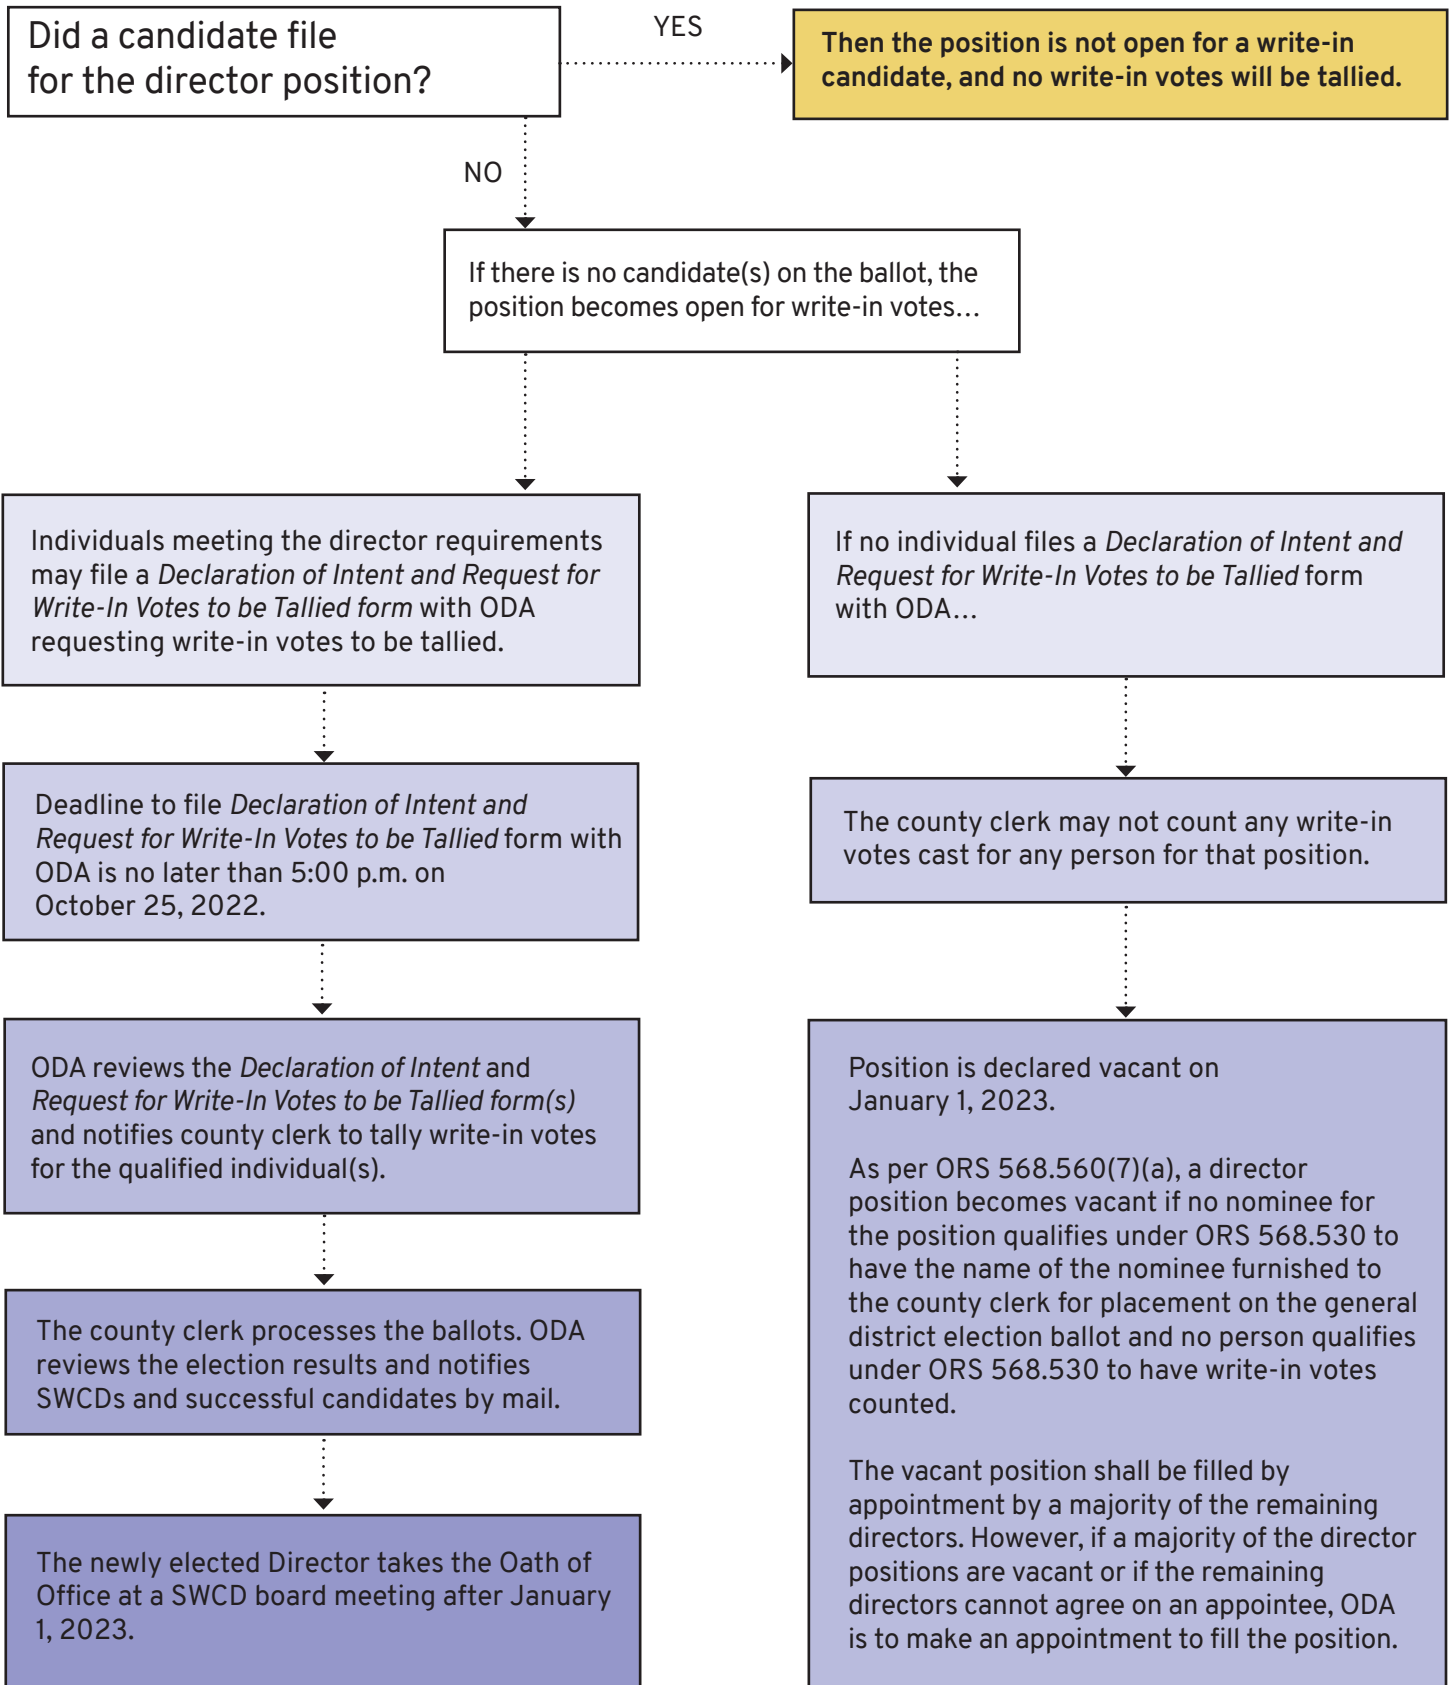 Did a candidate file
for the director position?
YES
Then the position is not open for a write-in
candidate, and no write-in votes will be tallied.
NO
If there is no candidate(s) on the ballot, the
position becomes open for write-in votes…
Individuals meeting the director requirements
may file a Declaration of Intent and Request for
Write-In Votes to be Tallied form with ODA
requesting write-in votes to be tallied.
Deadline to file Declaration of Intent and
Request for Write-In Votes to be Tallied form with
ODA is no later than 5:00 p.m. on
October 25, 2022.
ODA reviews the Declaration of Intent and
Request for Write-In Votes to be Tallied form(s)
and notifies county clerk to tally write-in votes
for the qualified individual(s).
The county clerk processes the ballots. ODA
reviews the election results and notifies
SWCDs and successful candidates by mail.
The newly elected Director takes the Oath of
Office at a SWCD board meeting after January
1, 2023.
If no individual files a Declaration of Intent and
Request for Write-In Votes to be Tallied form
with ODA…
The county clerk may not count any write-in
votes cast for any person for that position.
Position is declared vacant on
January 1, 2023.
As per ORS 568.560(7)(a), a director
position becomes vacant if no nominee for
the position qualifies under ORS 568.530 to
have the name of the nominee furnished to
the county clerk for placement on the general
district election ballot and no person qualifies
under ORS 568.530 to have write-in votes
counted.
The vacant position shall be filled by
appointment by a majority of the remaining
directors. However, if a majority of the director
positions are vacant or if the remaining
directors cannot agree on an appointee, ODA
is to make an appointment to fill the position.